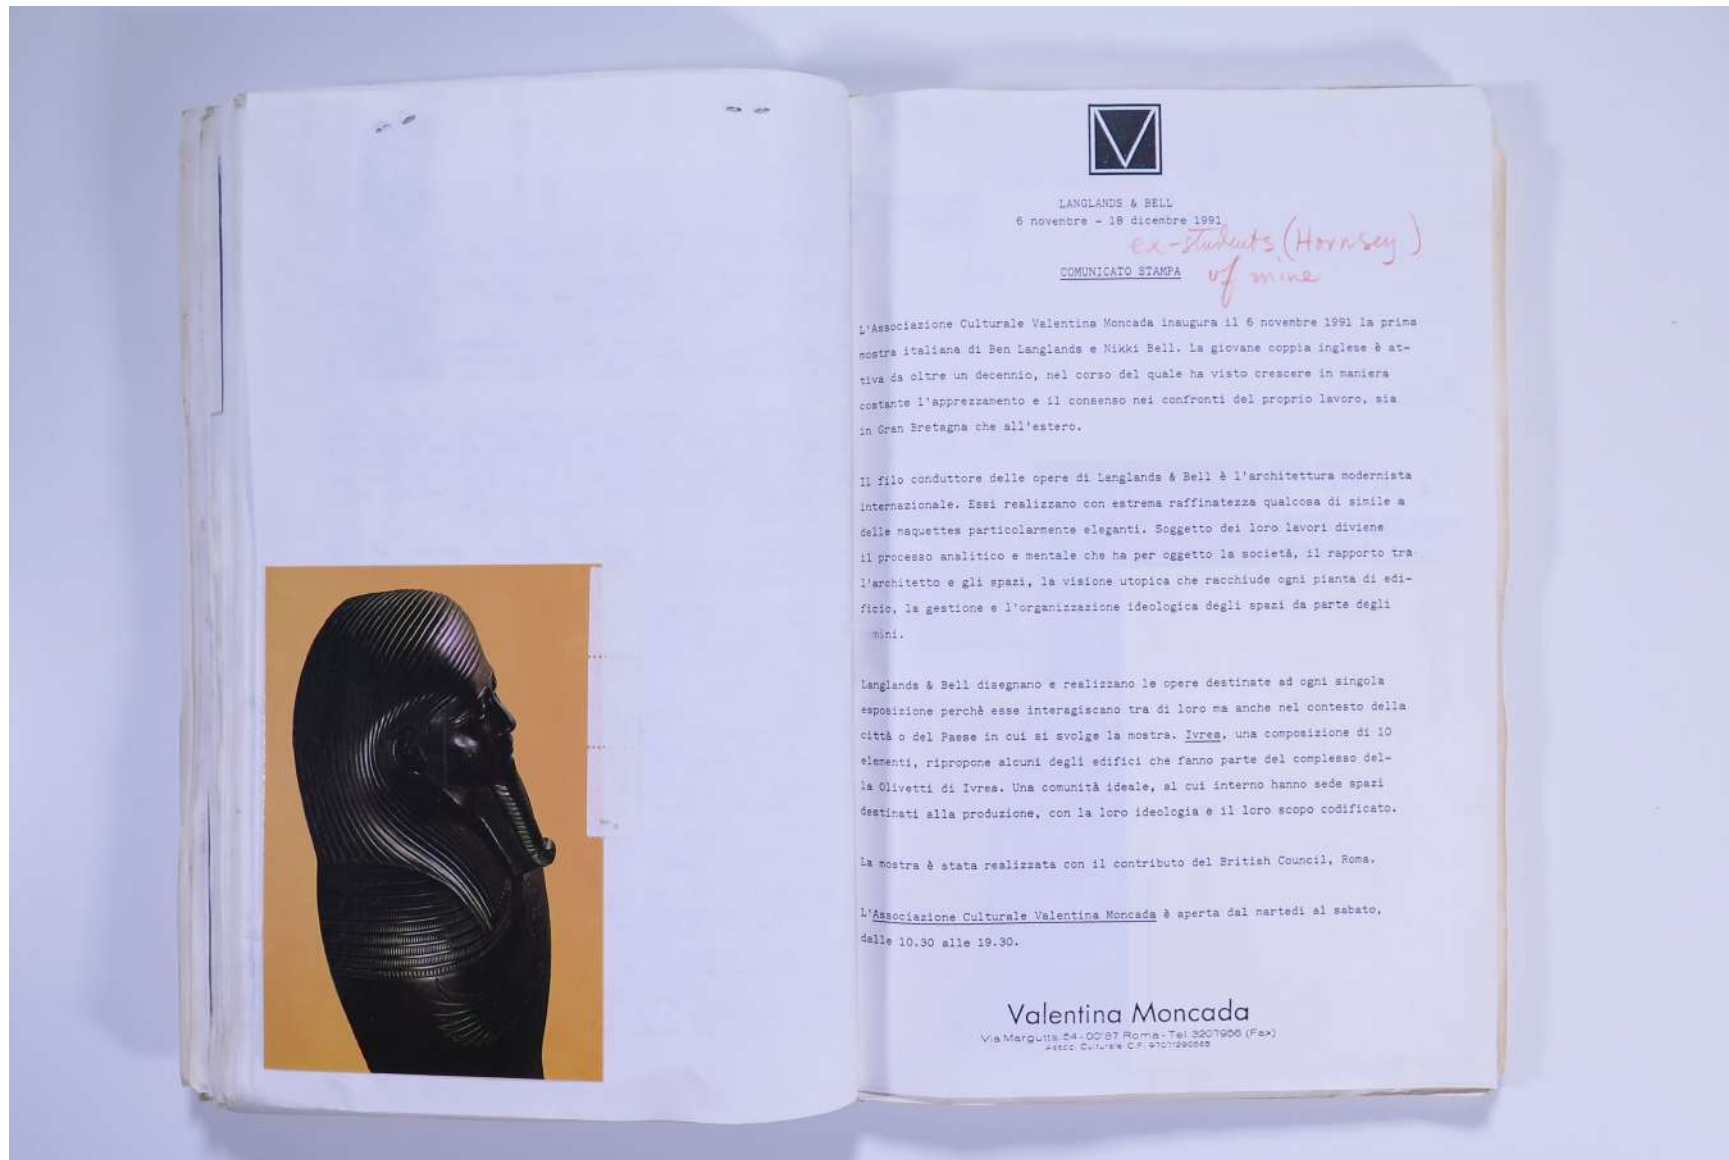 V
LANGLANDS & BELL
6 novembre - 18 dicembre 1991
ex-students (Hornsey)
of mine
COMUNICATO STAMPA
L'Associazione Culturale Valentina Moncada inaugura il 6 novembre 1991 la prima
mostra italiana di Ben Langlands e Nikki Bell. La giovane coppia inglese è at-
tiva da oltre un decennio, nel corso del quale ha visto crescere in maniera
costante l'apprezzamento e il consenso nei confronti del proprio lavoro, sia
in Gran Bretagna che all'estero.
Il filo conduttore delle opere di Langlands & Bell è l'architettura modernista
internazionale. Essi realizzano con estrema raffinatezza qualcosa di simile a
delle maquettes particolarmente eleganti. Soggetto dei loro lavori diviene
il processo analitico e mentale che ha per oggetto la società, il rapporto tra
l'architetto e gli spazi, la visione utopica che racchiude ogni pianta di edi-
ficio, la gestione e l'organizzazione ideologica degli spazi da parte degli
mini.
Langlands & Bell disegnano e realizzano le opere destinate ad ogni singola
esposizione perchè esse interagiscano tra di loro ma anche nel contesto della
città o del Paese in cui si svolge la mostra. Ivrea, una composizione di 10
elementi, ripropone alcuni degli edifici che fanno parte del complesso del-
la Olivetti di Ivrea. Una comunità ideale, al cui interno hanno sede spazi
destinati alla produzione, con la loro ideologia e il loro scopo codificato.
La mostra è stata realizzata con il contributo del British Council, Roma.
L'Associazione Culturale Valentina Moncada è aperta dal martedì al sabato,
dalle 10.30 alle 19.30.
Valentina Moncada
Via Margutta, 54 - 00187 Roma - Tel. 3207956 (Fax)
Assoc. Culturale C.F.